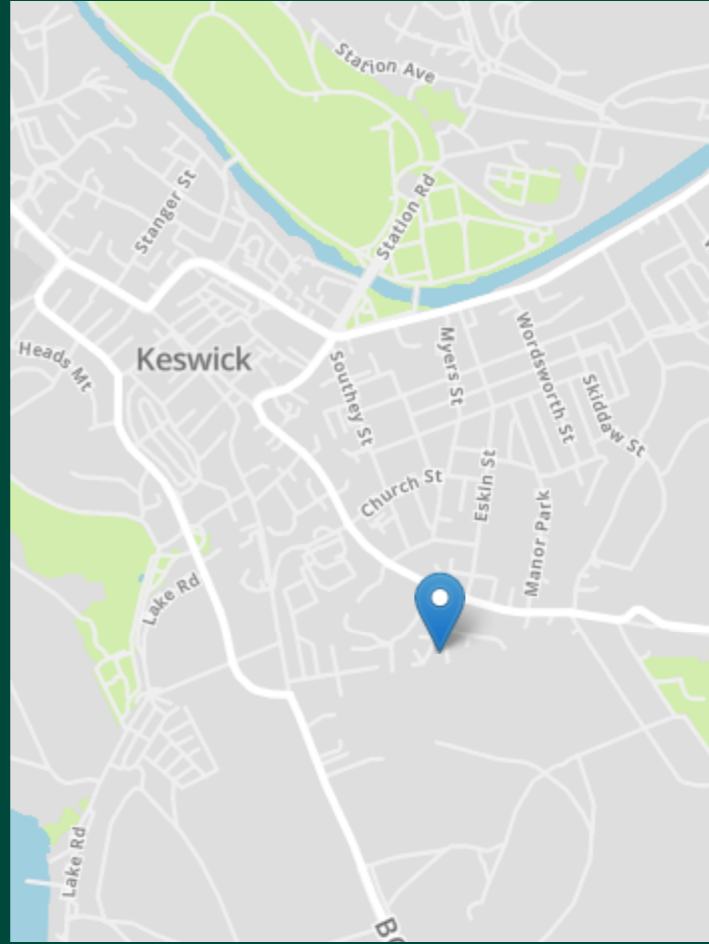 Station Ave
Stanger St
Station Rd
Heads Mt
Keswick
Southey St
Myers St
Wordsworth St
Skiddaw St
Church St
Eskin St
Manor Park
Lake Rd
Lake Rd